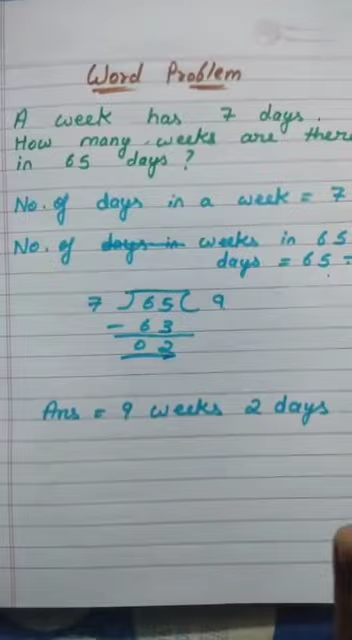 Word Problem
A week has 7 days.
How many weeks are there
in 65 days?
No. of days in a week = 7
No. of days in weeks in 65
days = 65 ÷
7 ) 65 ( 9
- 63
02
Ans = 9 weeks 2 days